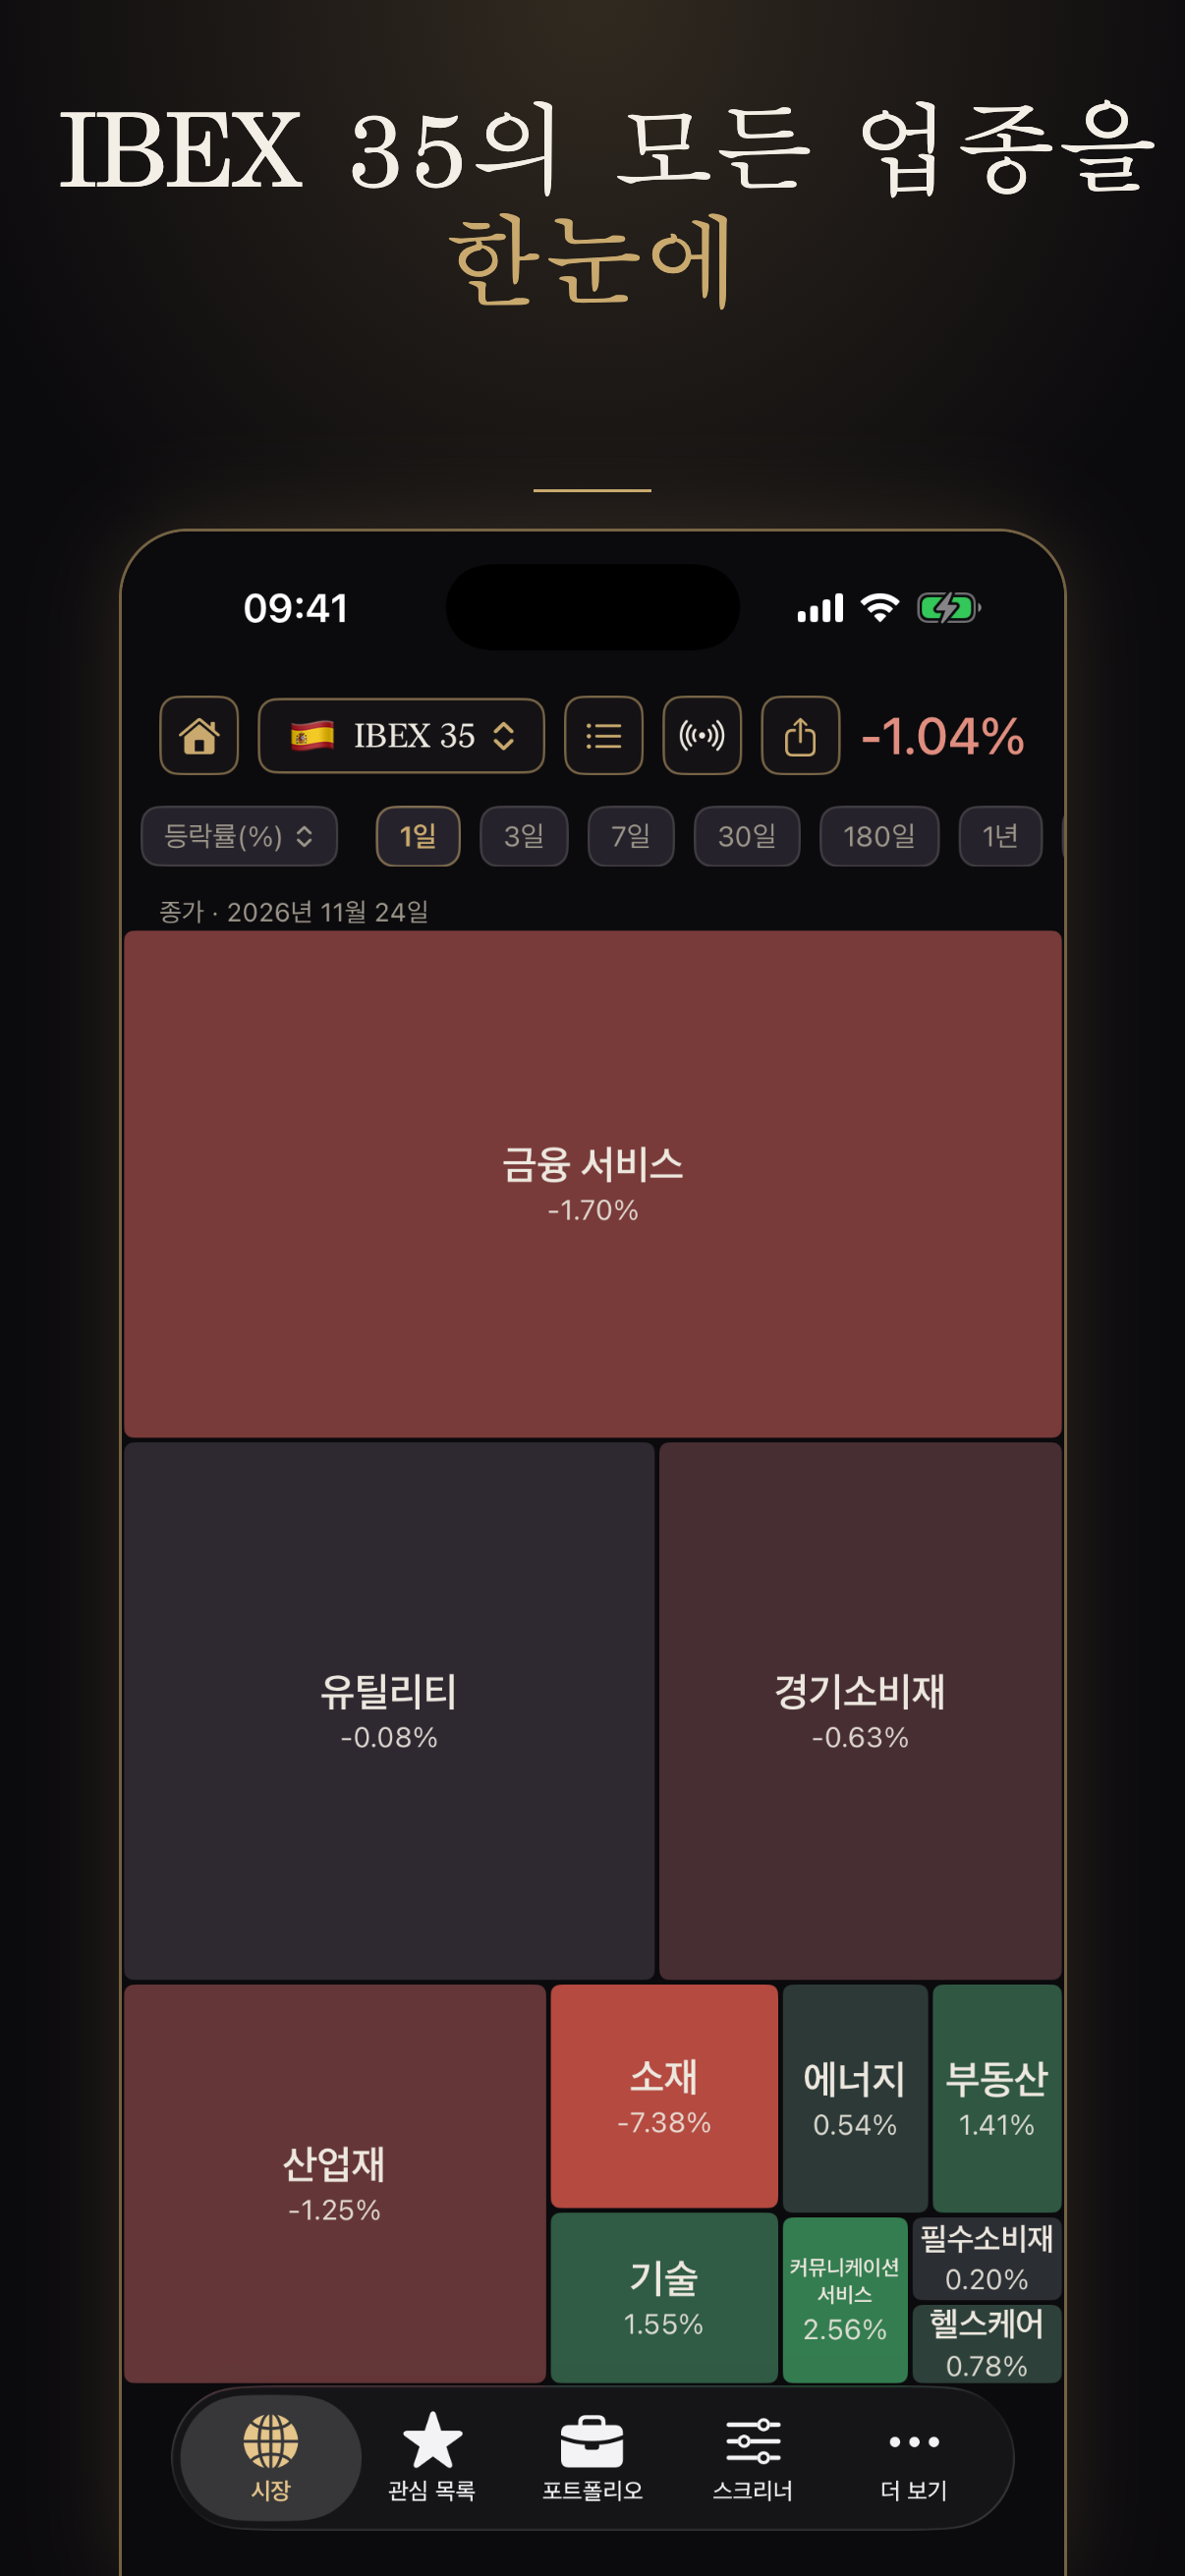 IBEX 35의 모든 업종을
한눈에
09:41
IBEX 35
-1.04%
등락률(%)
1일
3일
7일
30일
180일
1년
종가 · 2026년 11월 24일
금융 서비스
-1.70%
유틸리티
-0.08%
경기소비재
-0.63%
산업재
-1.25%
소재
-7.38%
에너지
0.54%
부동산
1.41%
기술
1.55%
커뮤니케이션
서비스
2.56%
필수소비재
0.20%
헬스케어
0.78%
시장
관심 목록
포트폴리오
스크리너
더 보기